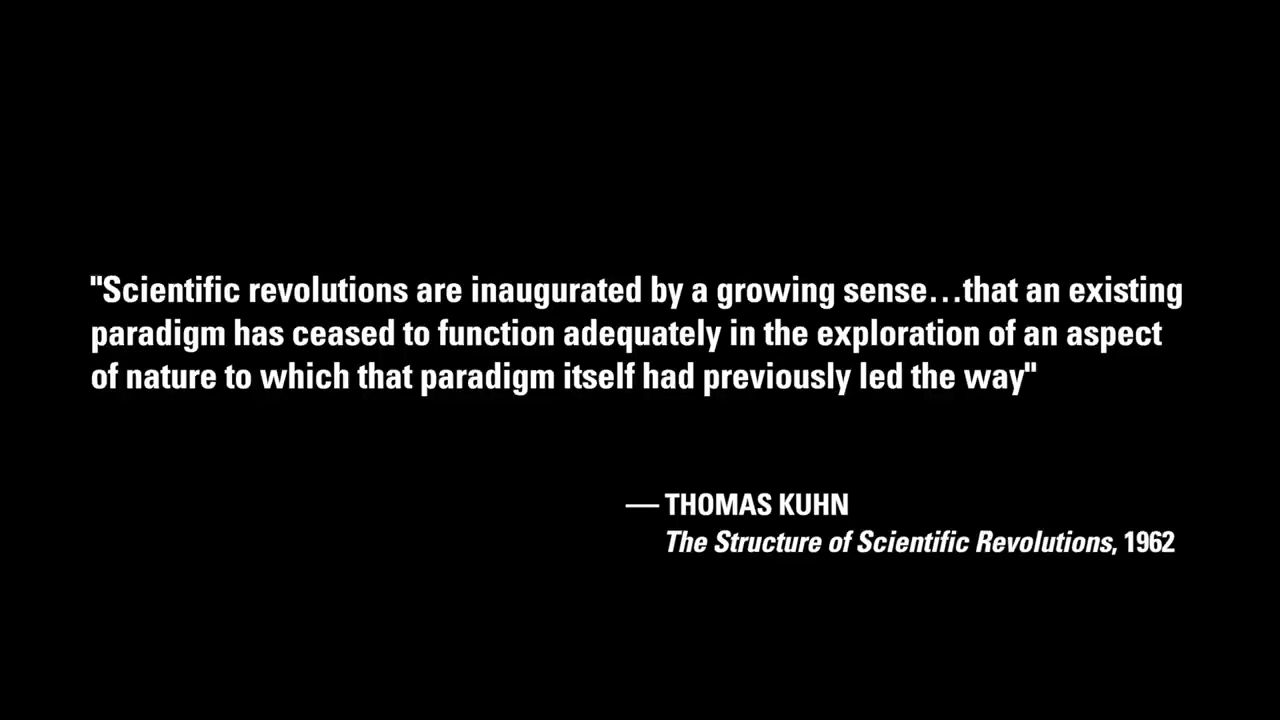 "Scientific revolutions are inaugurated by a growing sense…that an existing
paradigm has ceased to function adequately in the exploration of an aspect
of nature to which that paradigm itself had previously led the way"
— THOMAS KUHN
The Structure of Scientific Revolutions, 1962